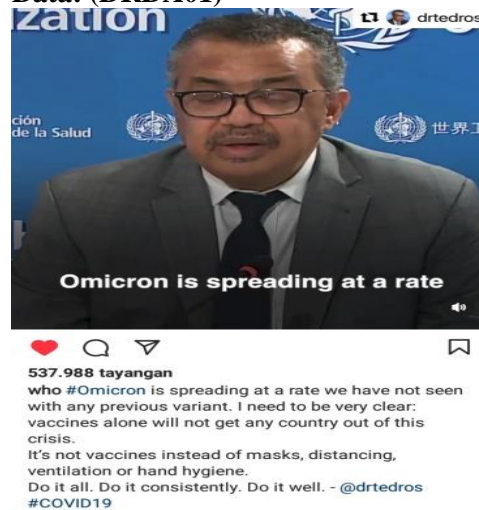 Data: (DRDA01)
ization
drtedros
ción
de la Salud
世界
Omicron is spreading at a rate
537.988 tayangan
who #Omicron is spreading at a rate we have not seen
with any previous variant. I need to be very clear:
vaccines alone will not get any country out of this
crisis.
It's not vaccines instead of masks, distancing,
ventilation or hand hygiene.
Do it all. Do it consistently. Do it well. - @drtedros
#COVID19